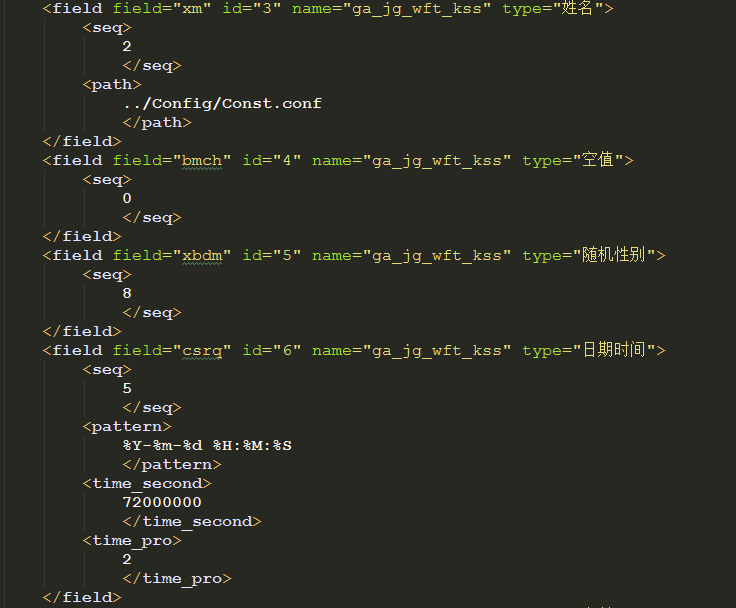 <field field="xm" id="3" name="ga_jg_wft_kss" type="姓名">
<seq>
2
</seq>
<path>
../Config/Const.conf
</path>
</field>
<field field="bmch" id="4" name="ga_jg_wft_kss" type="空值">
<seq>
0
</seq>
</field>
<field field="xbdm" id="5" name="ga_jg_wft_kss" type="随机性别">
<seq>
8
</seq>
</field>
<field field="csrq" id="6" name="ga_jg_wft_kss" type="日期时间">
<seq>
5
</seq>
<pattern>
%Y-%m-%d %H:%M:%S
</pattern>
<time_second>
72000000
</time_second>
<time_pro>
2
</time_pro>
</field>